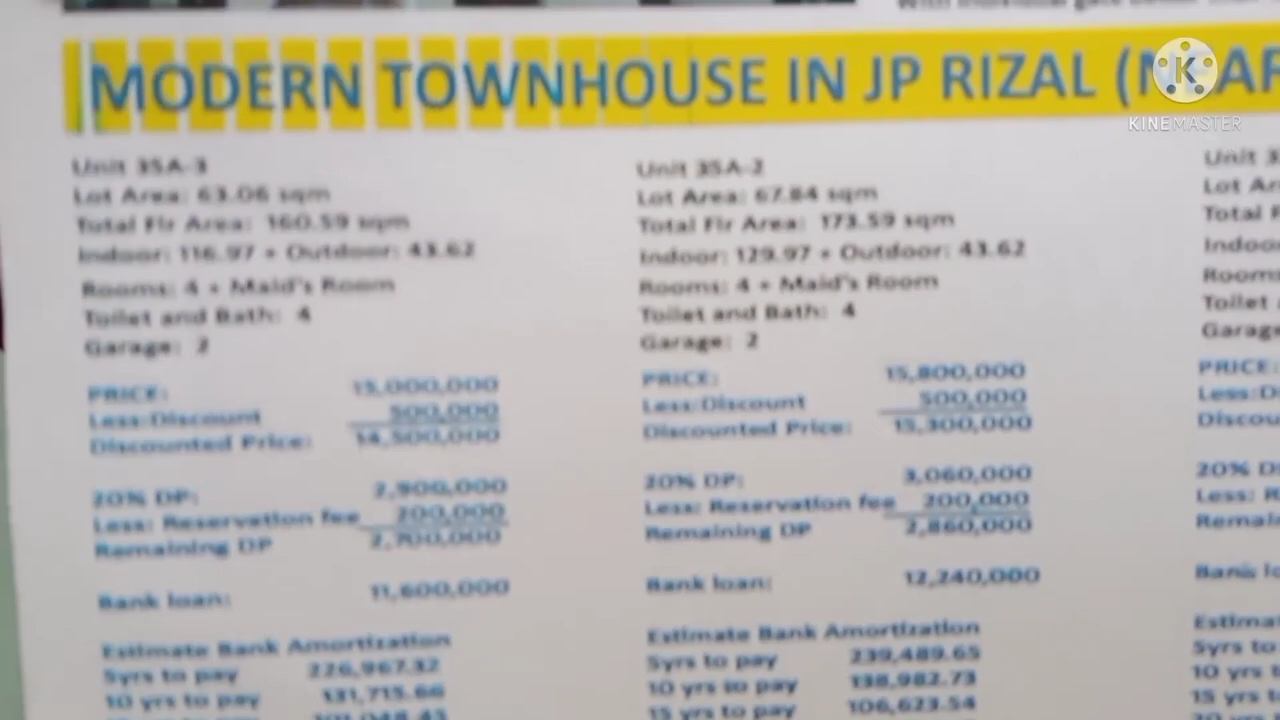 MODERN TOWNHOUSE IN JP RIZAL
KINEMASTER
Unit 35A-3
Lot Area: 63.06 sqm
Total Flr Area: 160.59 sqm
Indoor: 116.97 + Outdoor: 43.62
Rooms: 4 + Maid's Room
Toilet and Bath: 4
Garage: 2
PRICE: 15,000,000
Less:Discount 500,000
Discounted Price: 14,500,000
20% DP: 2,900,000
Less: Reservation fee 200,000
Remaining DP 2,700,000
Bank loan: 11,600,000
Estimate Bank Amortization
5yrs to pay 226,967.32
10 yrs to pay 131,715.66
Unit 35A-2
Lot Area: 67.84 sqm
Total Flr Area: 173.59 sqm
Indoor: 129.97 + Outdoor: 43.62
Rooms: 4 + Maid's Room
Toilet and Bath: 4
Garage: 2
PRICE: 15,800,000
Less:Discount 500,000
Discounted Price: 15,300,000
20% DP: 3,060,000
Less: Reservation fee 200,000
Remaining DP 2,860,000
Bank loan: 12,240,000
Estimate Bank Amortization
5yrs to pay 239,489.65
10 yrs to pay 138,982.73
15 yrs to pay 106,623.54
Unit
Lot
Total
Rooms
Toilet
Garage
PRICE:
20%
Less:
Bank
5yrs to
10 yrs
15 yrs